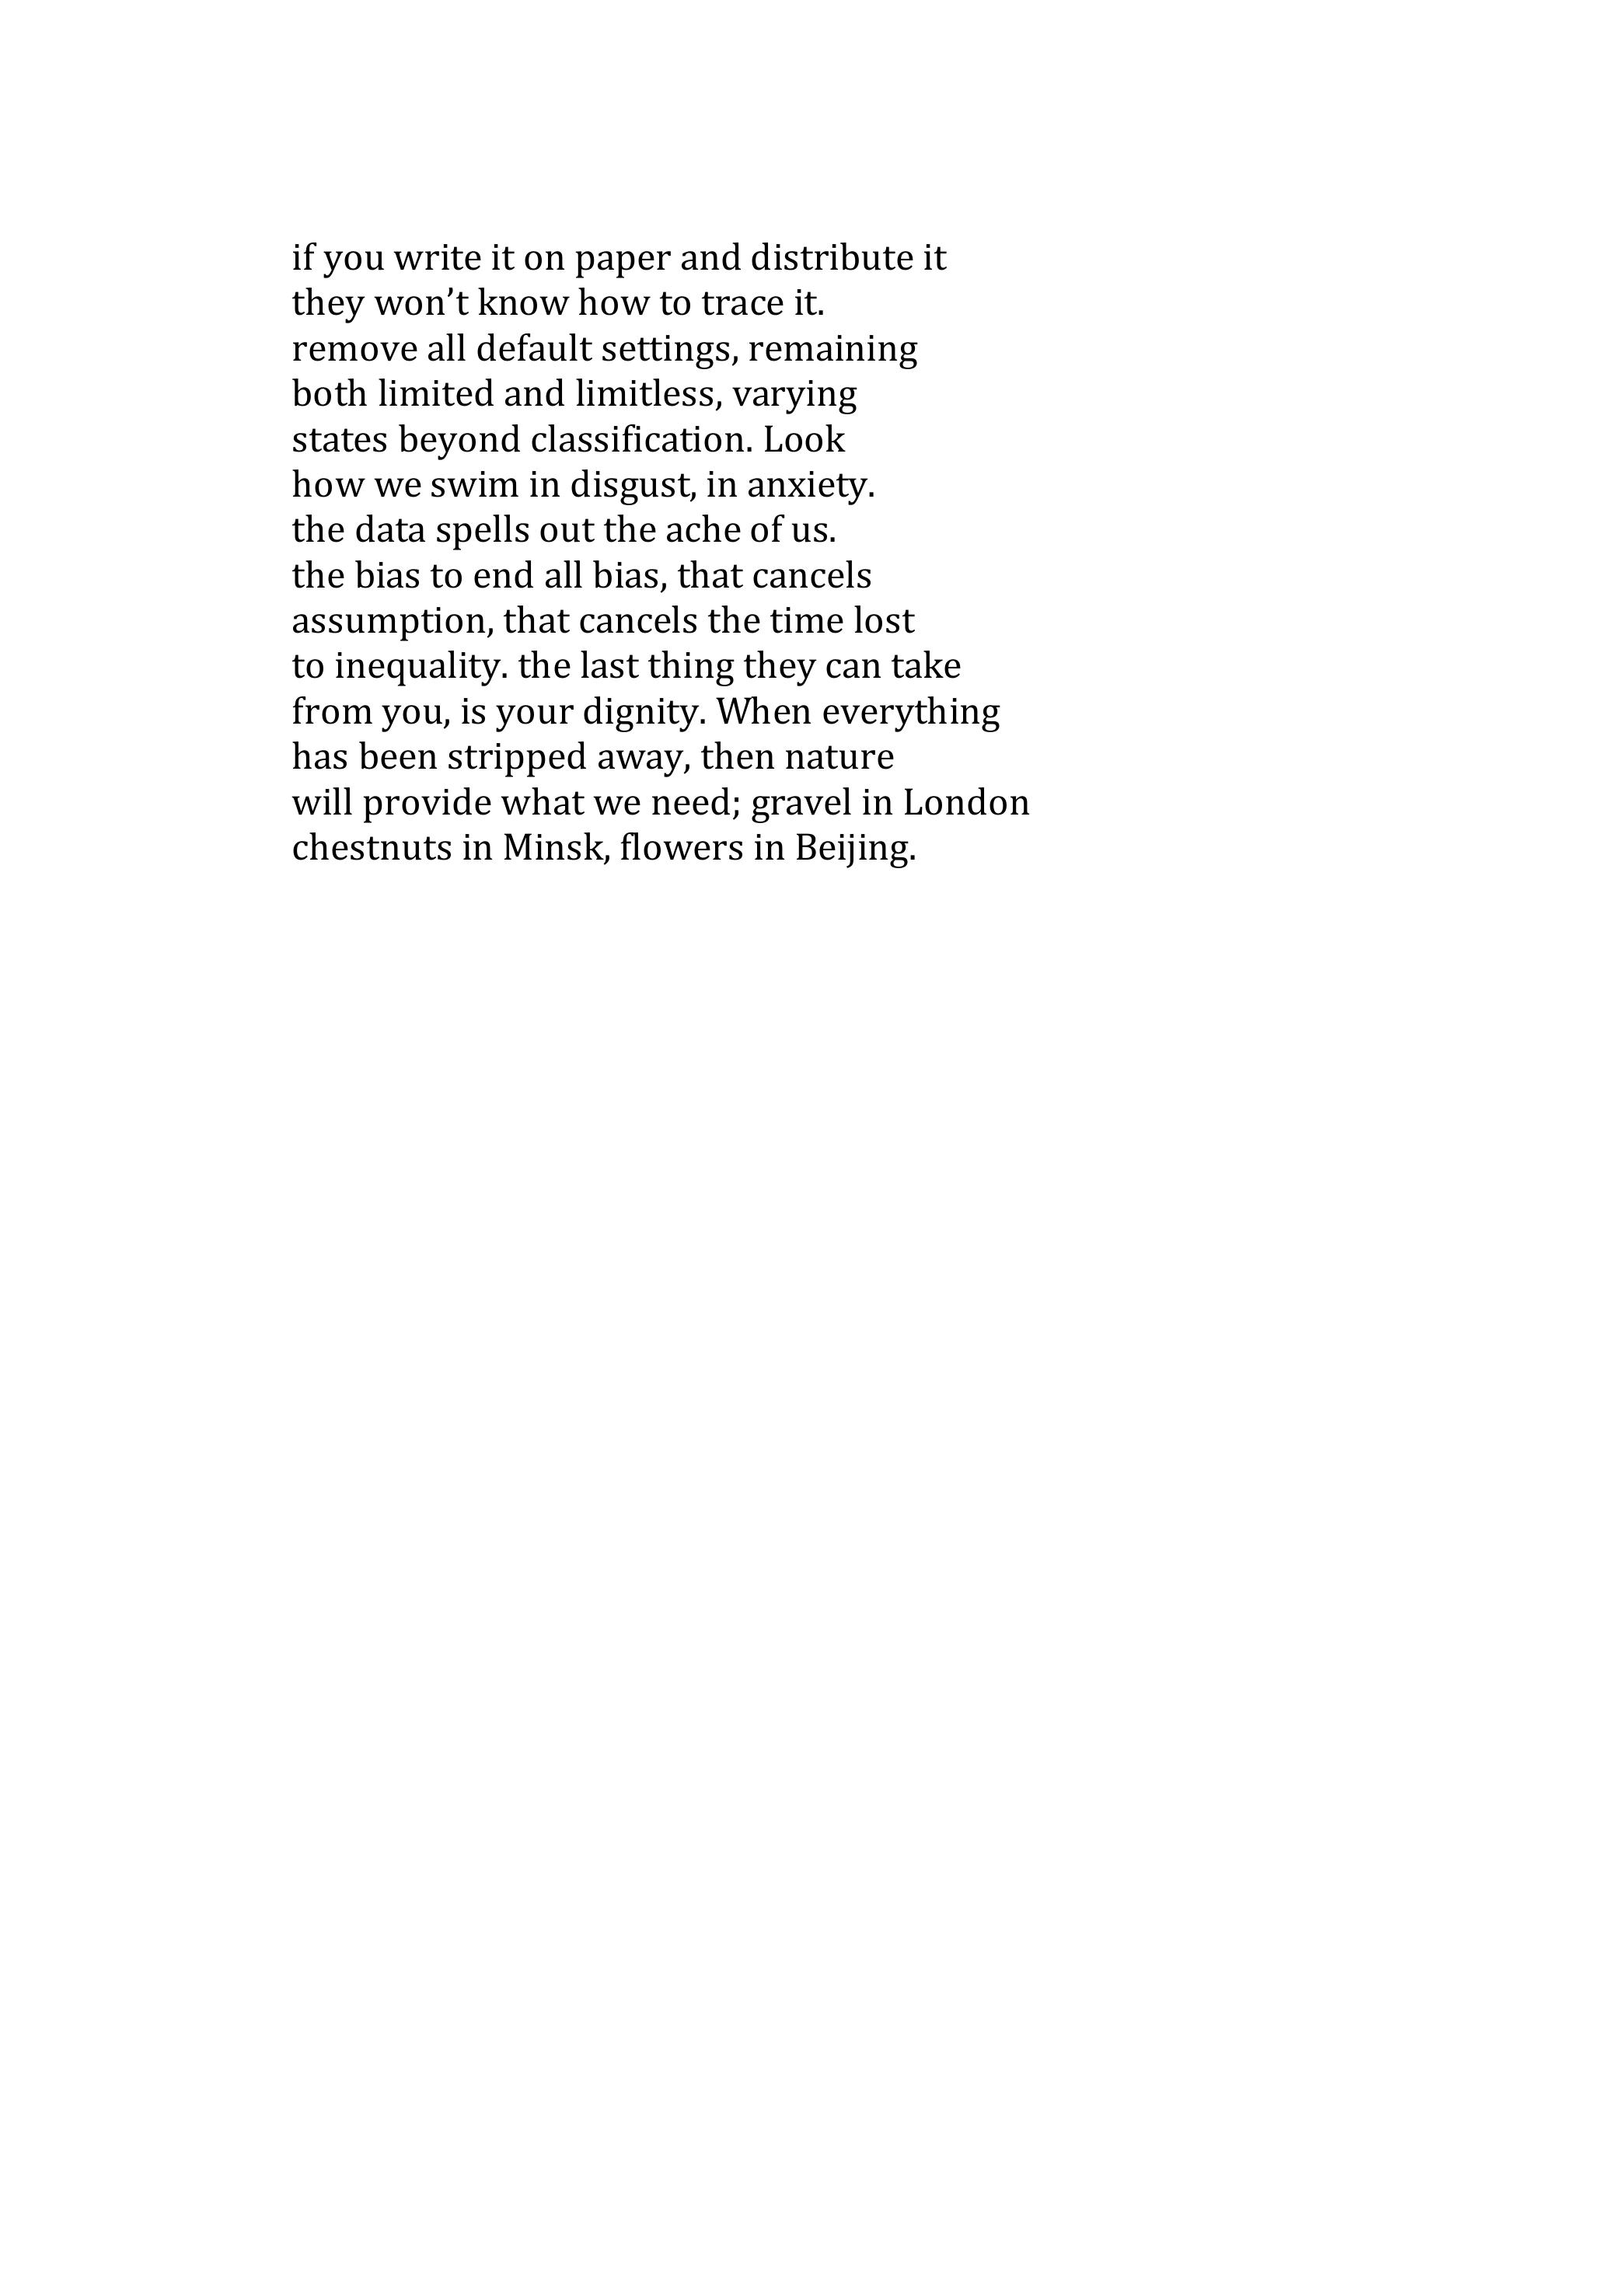 if you write it on paper and distribute it
they won’t know how to trace it.
remove all default settings, remaining
both limited and limitless, varying
states beyond classification. Look
how we swim in disgust, in anxiety.
the data spells out the ache of us.
the bias to end all bias, that cancels
assumption, that cancels the time lost
to inequality. the last thing they can take
from you, is your dignity. When everything
has been stripped away, then nature
will provide what we need; gravel in London
chestnuts in Minsk, flowers in Beijing.